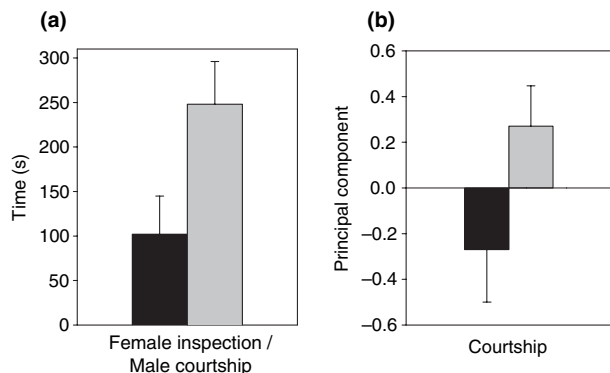 (a)
300
250
200
150
100
50
0
Time (s)
Female inspection /
Male courtship
(b)
0.6
0.4
0.2
0.0
–0.2
–0.4
–0.6
Principal component
Courtship